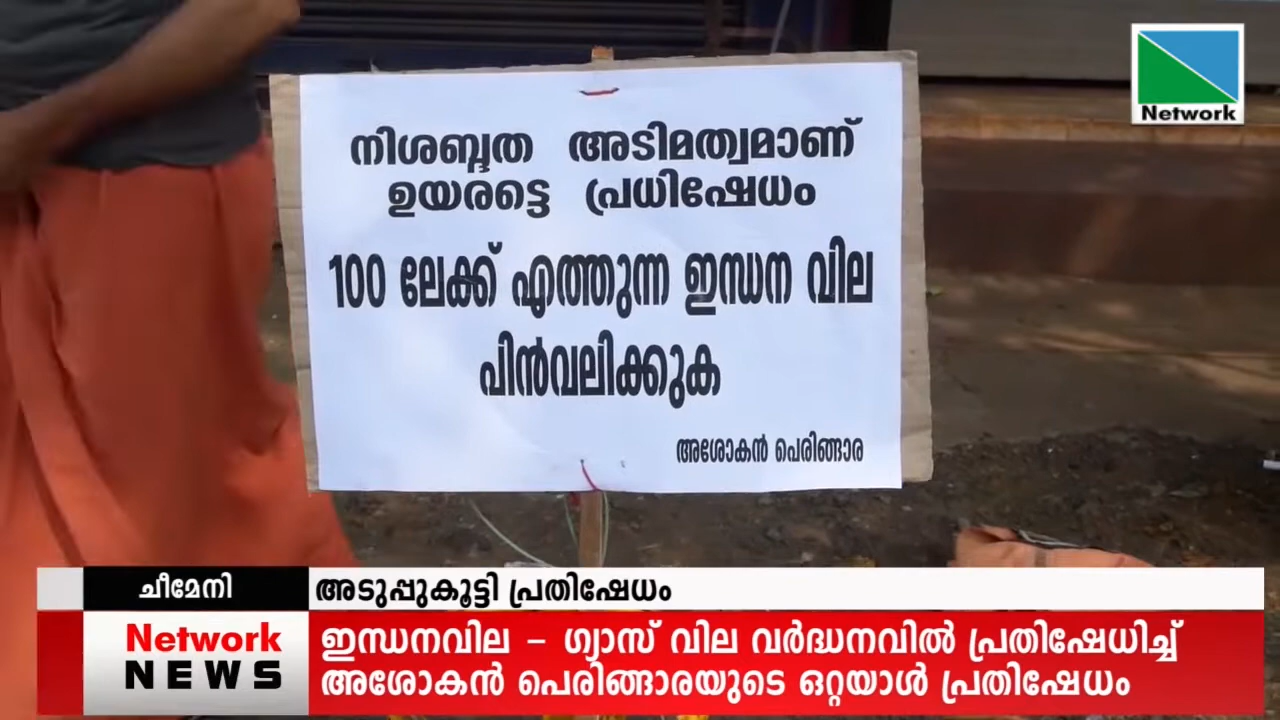 Network
നിശബ്ദത അടിമത്വമാണ്
ഉയരട്ടെ പ്രധിഷേധം
100 ലേക്ക് എത്തുന്ന ഇന്ധന വില
പിൻവലിക്കുക
അശോകൻ പെരിങ്ങാര
ചീമേനി
അടുപ്പുകൂട്ടി പ്രതിഷേധം
Network
NEWS
ഇന്ധനവില - ഗ്യാസ് വില വർദ്ധനവിൽ പ്രതിഷേധിച്ച്
അശോകൻ പെരിങ്ങാരയുടെ ഒറ്റയാൾ പ്രതിഷേധം